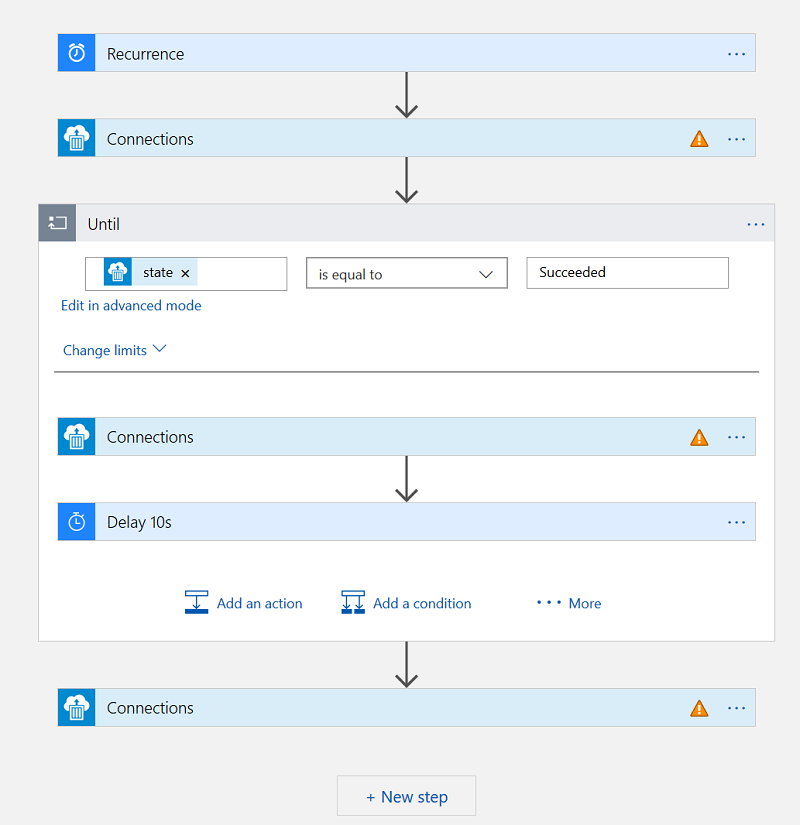 Recurrence
Connections
Until
state
is equal to
Succeeded
Edit in advanced mode
Change limits
Connections
Delay 10s
Add an action
Add a condition
More
Connections
+ New step